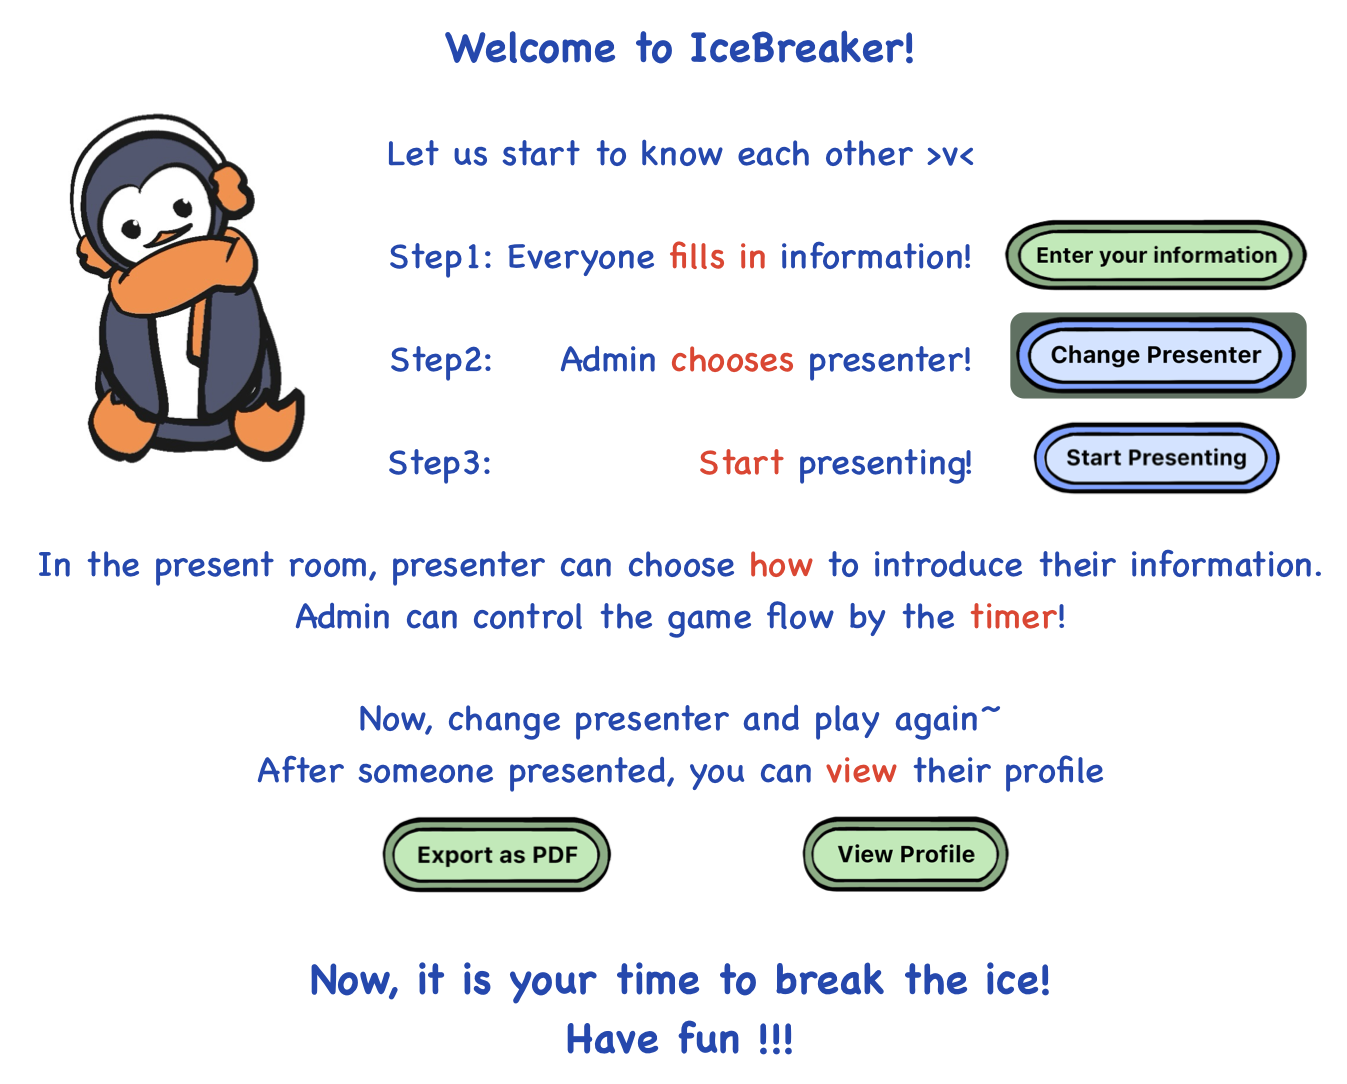 Welcome to IceBreaker!
Let us start to know each other >v<
Step1: Everyone fills in information!
Enter your information
Step2: Admin chooses presenter!
Change Presenter
Step3: Start presenting!
Start Presenting
In the present room, presenter can choose how to introduce their information.
Admin can control the game flow by the timer!
Now, change presenter and play again~
After someone presented, you can view their profile
Export as PDF
View Profile
Now, it is your time to break the ice!
Have fun !!!